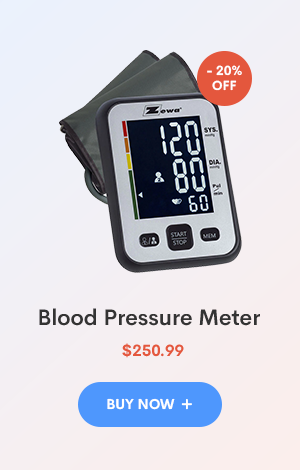 - 20%
OFF
Zewa
120 SYS.
mmHg
80 DIA.
mmHg
60 Pul
/min
START
STOP
MEM
Blood Pressure Meter
$250.99
BUY NOW +